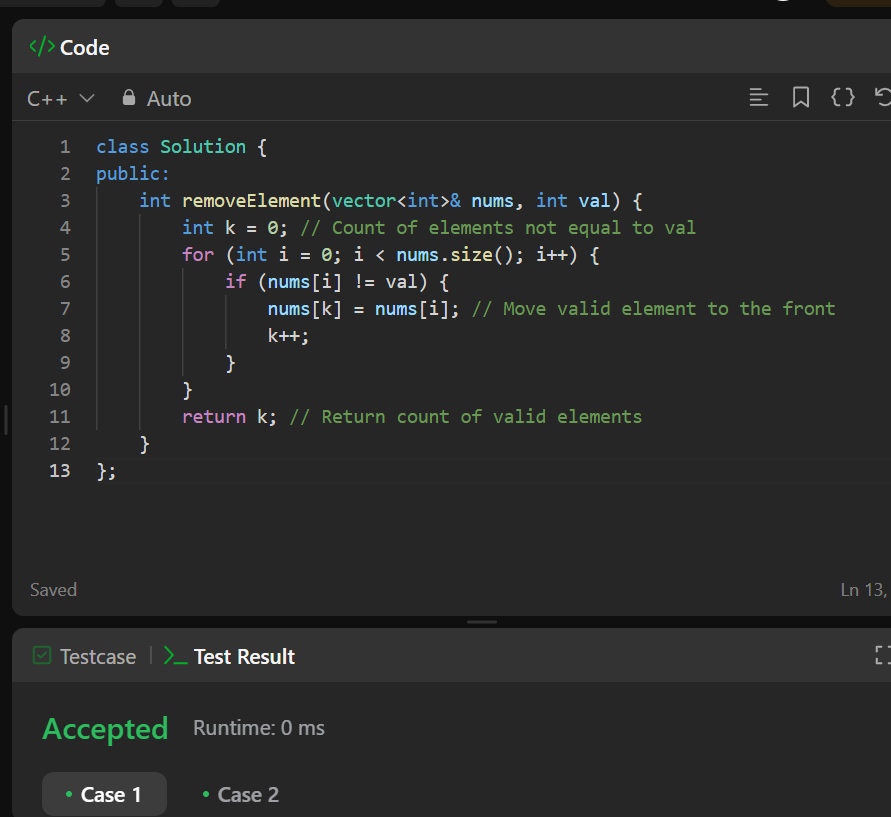 </> Code
C++ Auto
1 class Solution {
2 public:
3     int removeElement(vector<int>& nums, int val) {
4         int k = 0; // Count of elements not equal to val
5         for (int i = 0; i < nums.size(); i++) {
6             if (nums[i] != val) {
7                 nums[k] = nums[i]; // Move valid element to the front
8                 k++;
9             }
10         }
11         return k; // Return count of valid elements
12     }
13 };
Saved Ln 13,
Testcase | >_ Test Result
Accepted Runtime: 0 ms
• Case 1 • Case 2